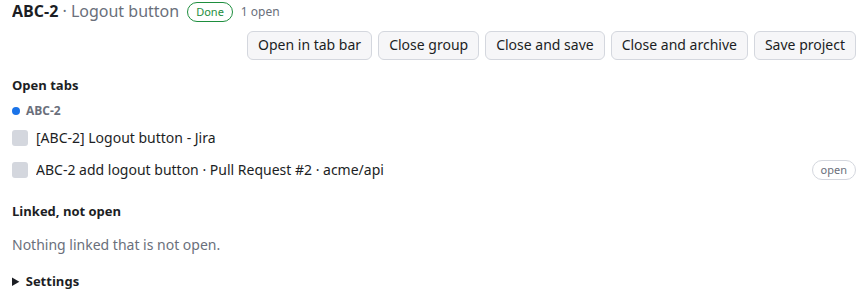 ABC-2 · Logout button Done 1 open
Open in tab bar Close group Close and save Close and archive Save project
Open tabs
ABC-2
[ABC-2] Logout button - Jira
ABC-2 add logout button · Pull Request #2 · acme/api open
Linked, not open
Nothing linked that is not open.
Settings